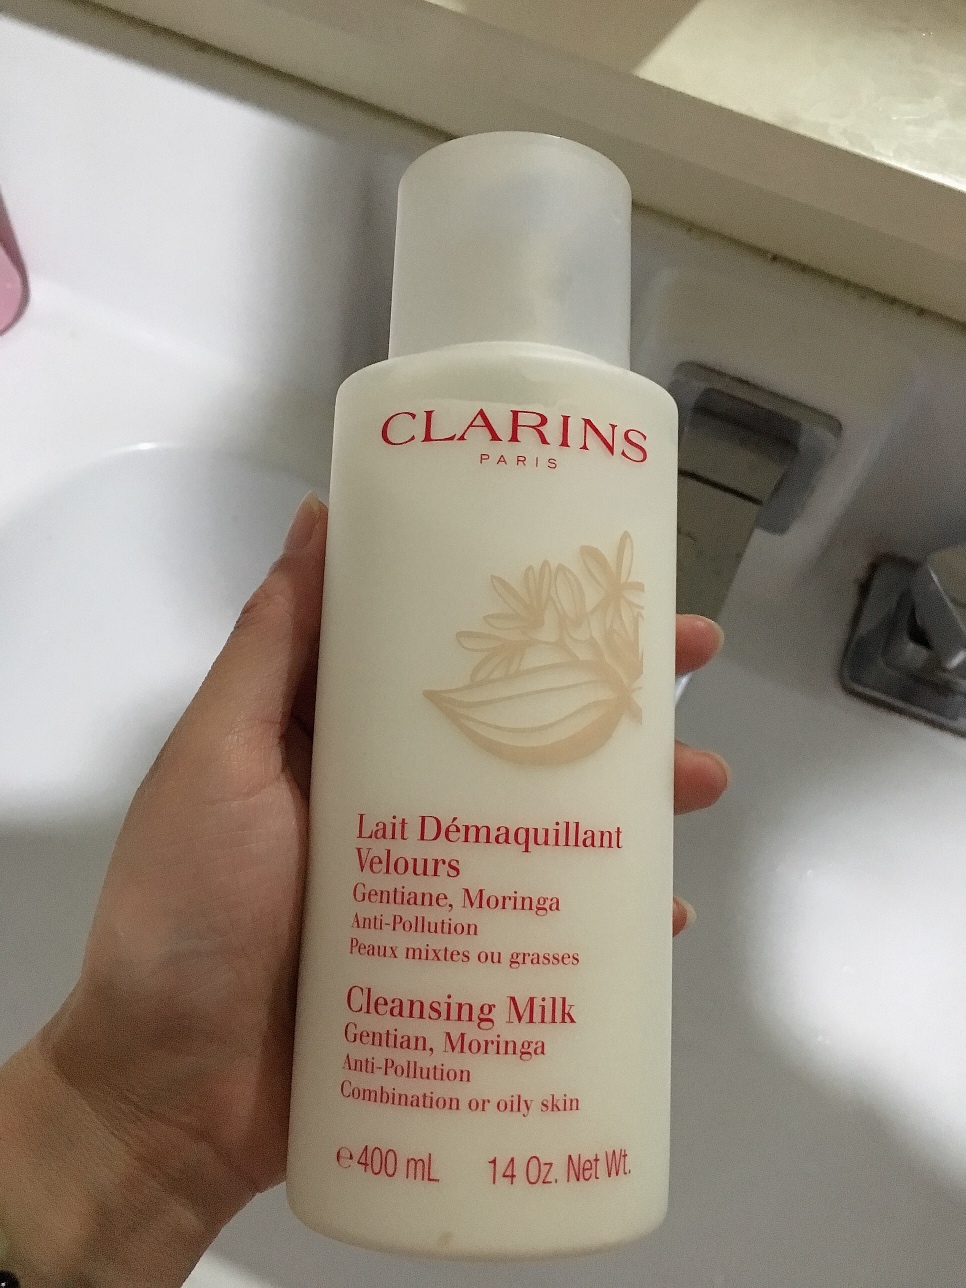 CLARINS
PARIS
Lait Démaquillant
Velours
Gentiane, Moringa
Anti-Pollution
Peaux mixtes ou grasses
Cleansing Milk
Gentian, Moringa
Anti-Pollution
Combination or oily skin
℮400 mL 14 Oz. Net Wt.